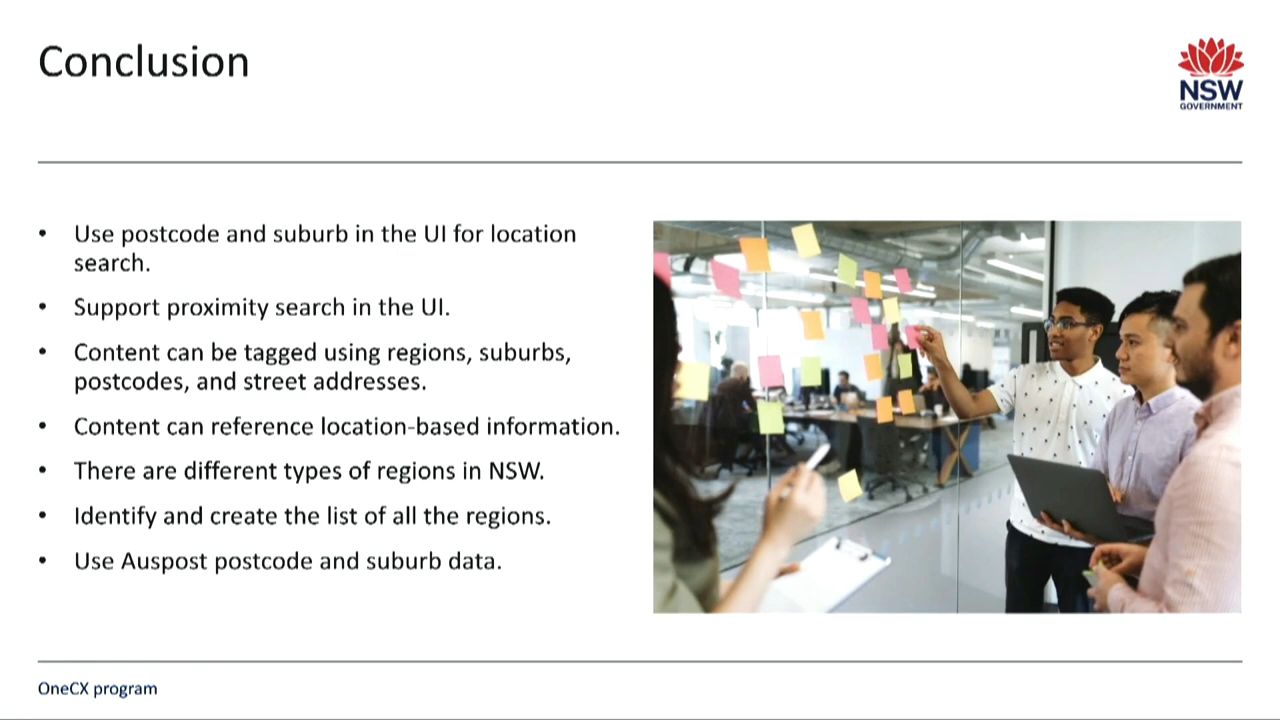 Conclusion
NSW
GOVERNMENT
• Use postcode and suburb in the UI for location
search.
• Support proximity search in the UI.
• Content can be tagged using regions, suburbs,
postcodes, and street addresses.
• Content can reference location-based information.
• There are different types of regions in NSW.
• Identify and create the list of all the regions.
• Use Auspost postcode and suburb data.
OneCX program